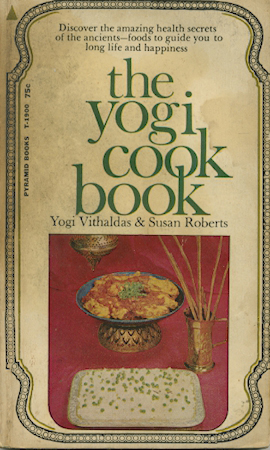 Discover the amazing health secrets
of the ancients—foods to guide you to
long life and happiness
the
yogi
cook
book
Yogi Vithaldas & Susan Roberts
PYRAMID BOOKS T-1900 75c